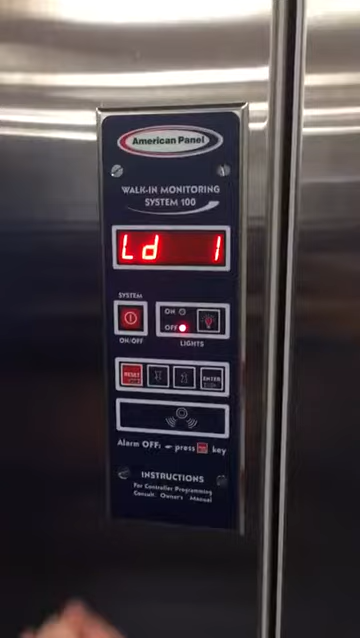 American Panel
WALK-IN MONITORING
SYSTEM 100
Ld 1
SYSTEM
ON
OFF
ON/OFF
LIGHTS
RESET
ENTER
Alarm OFF: press key
INSTRUCTIONS
For Controller Programming
Consult Owner's Manual